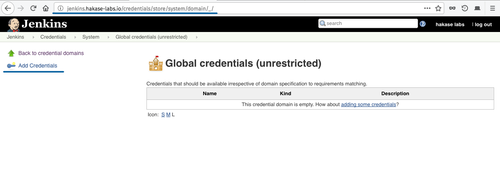 jenkins.hakase-labs.io/credentials/store/system/domain/_/
Jenkins
search
hakase labs
log out
Jenkins
Credentials
System
Global credentials (unrestricted)
Back to credential domains
Add Credentials
Global credentials (unrestricted)
Credentials that should be available irrespective of domain specification to requirements matching.
Name Kind Description
This credential domain is empty. How about adding some credentials?
Icon: S M L